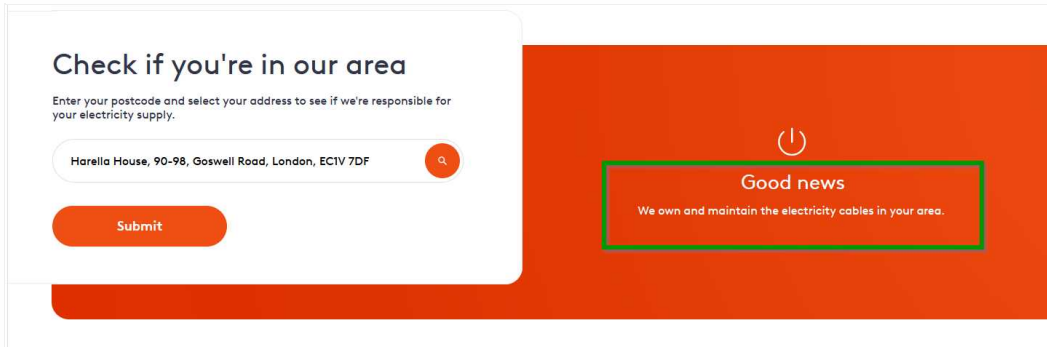 Check if you're in our area
Enter your postcode and select your address to see if we're responsible for
your electricity supply.
Harella House, 90-98, Goswell Road, London, EC1V 7DF
Submit
Good news
We own and maintain the electricity cables in your area.